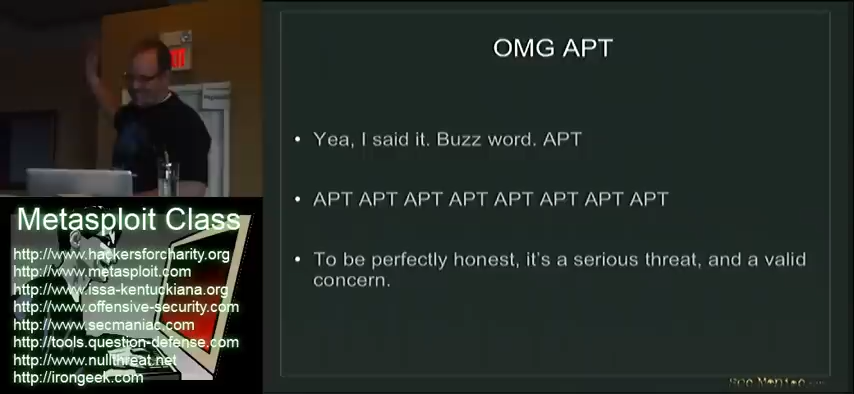 EXIT
OMG APT
• Yea, I said it. Buzz word. APT
• APT APT APT APT APT APT APT APT
• To be perfectly honest, it's a serious threat, and a valid
concern.
Metasploit Class
http://www.hackersforcharity.org
http://www.metasploit.com
http://www.issa-kentuckiana.org
http://www.offensive-security.com
http://www.secmaniac.com
http://tools.question-defense.com
http://www.nullthreat.net
http://irongeek.com